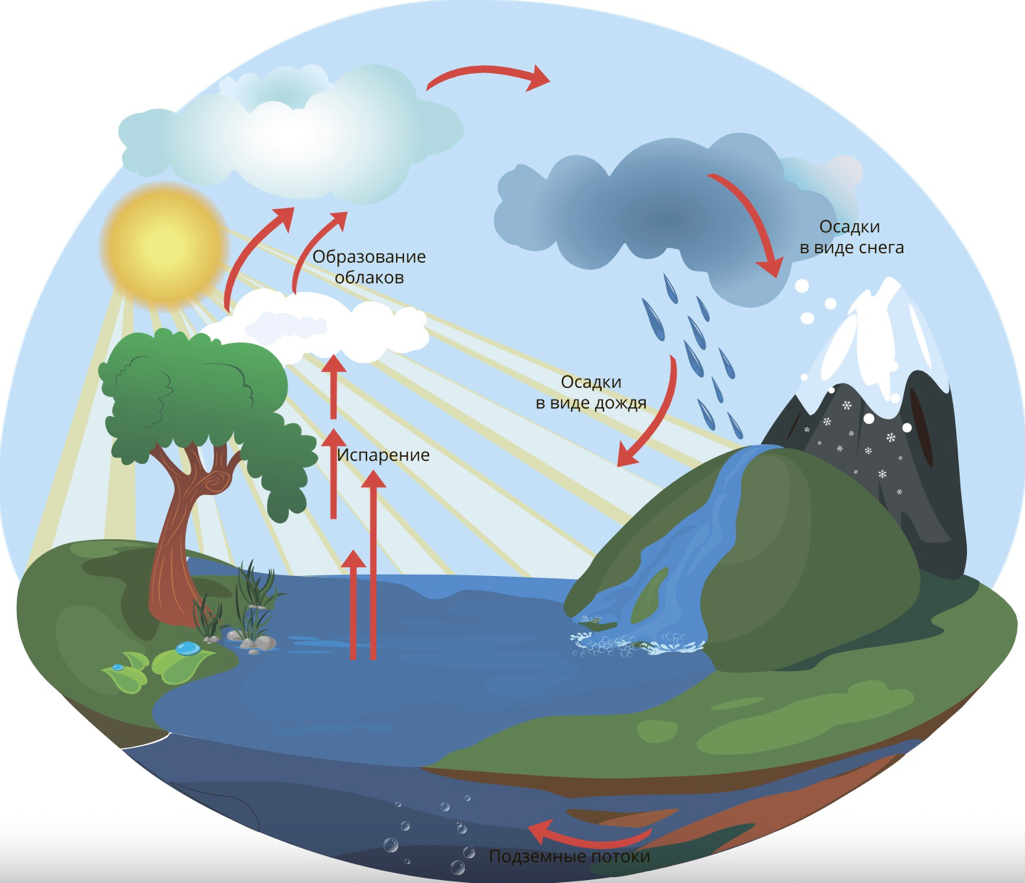 Образование
облаков
Осадки
в виде снега
Осадки
в виде дождя
Испарение
Подземные потоки